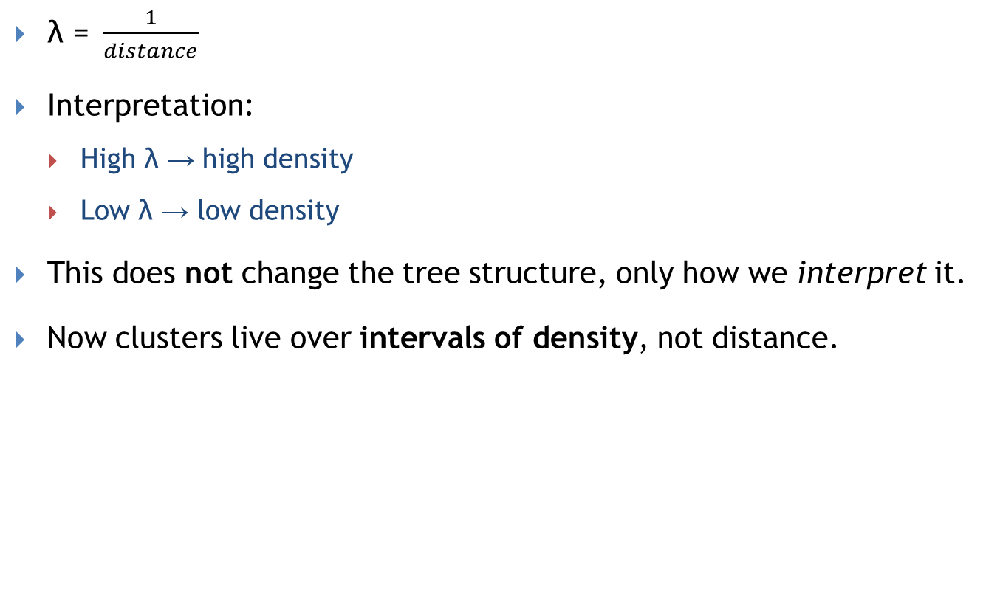 λ = 1/distance
Interpretation:
High λ → high density
Low λ → low density
This does not change the tree structure, only how we interpret it.
Now clusters live over intervals of density, not distance.